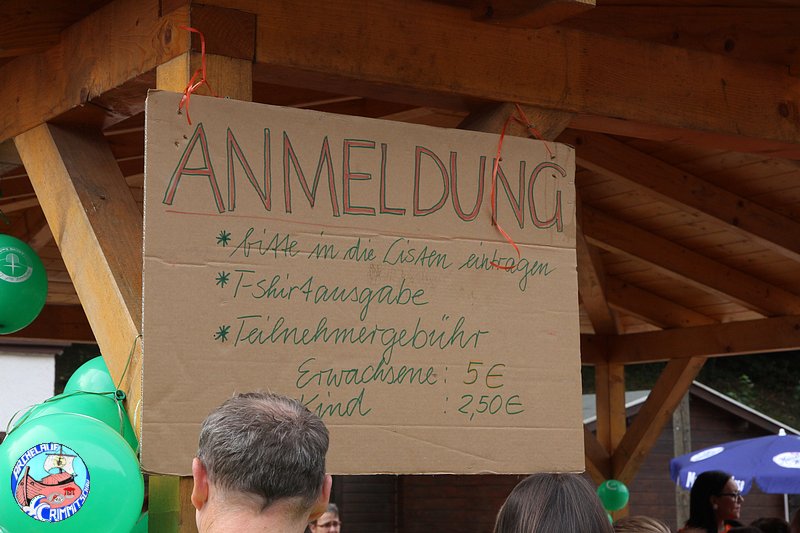 ANMELDUNG
* bitte in die Listen eintragen
* T-Shirtausgabe
* Teilnehmergebühr
Erwachsene: 5€
Kind : 2,50€